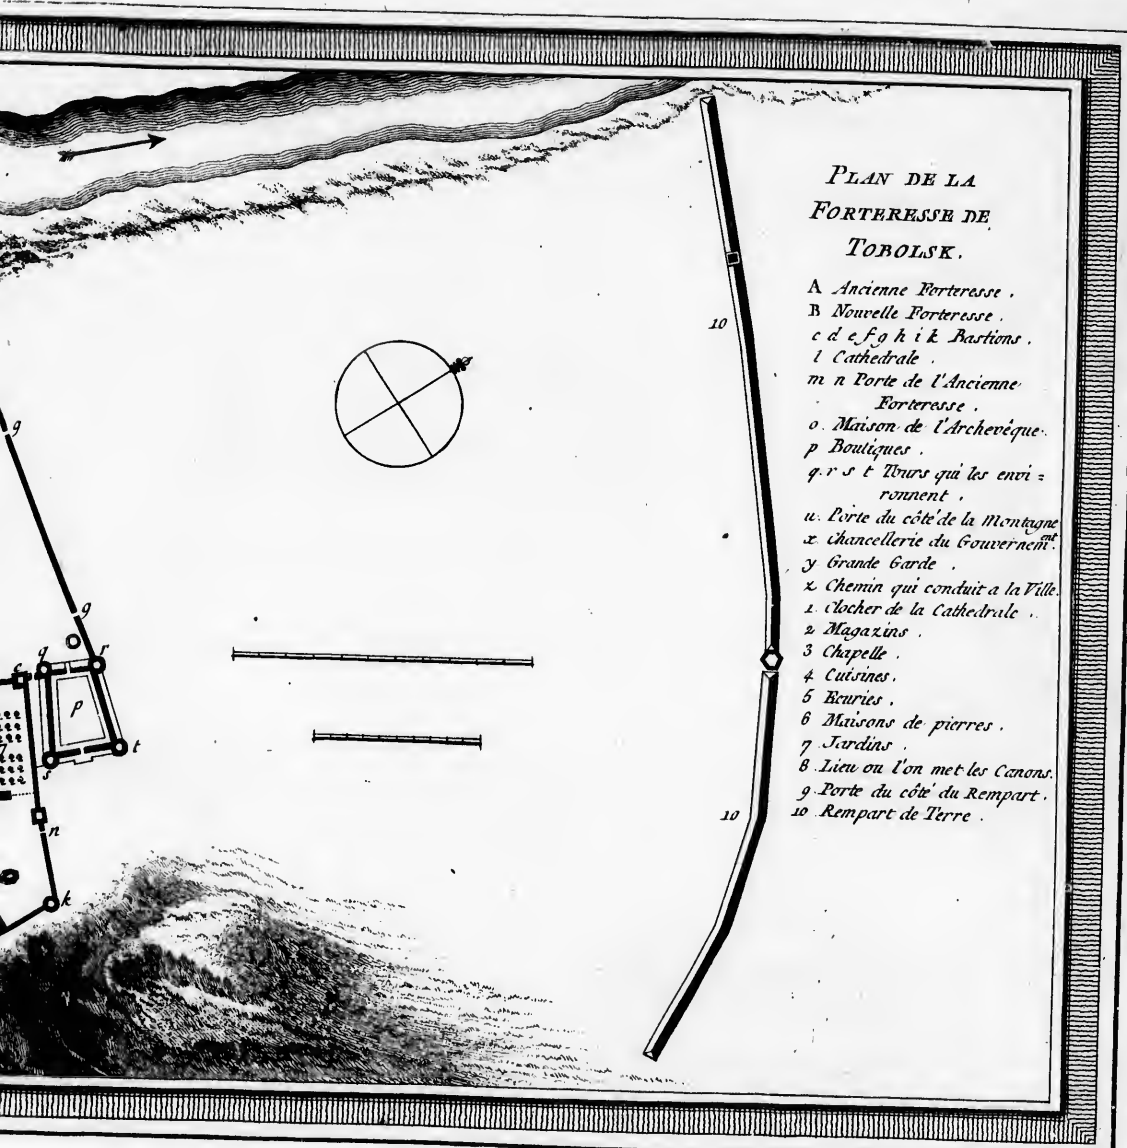 PLAN DE LA
FORTERESSE DE
TOBOLSK.
A Ancienne Forteresse.
B Nouvelle Forteresse.
c d e f g h i k Bastions.
l Cathedrale.
m n Porte de l'Ancienne
Forteresse.
o. Maison de l'Archevêque.
p Boutiques.
q. r s t Tours qui les envi=
ronnent.
u. Porte du côté de la Montagne
x. Chancellerie du Gouvernemnt.
y Grande Garde.
z Chemin qui conduit a la Ville.
1. Clocher de la Cathedrale.
2 Magazins.
3 Chapelle.
4 Cuisines.
5 Ecuries.
6 Maisons de pierres.
7 Jardins.
8. Lieu ou l'on met les Canons.
9. Porte du côté du Rempart.
10 Rempart de Terre.
10
9
9
q
r
c
p
7
s
t
n
10
k